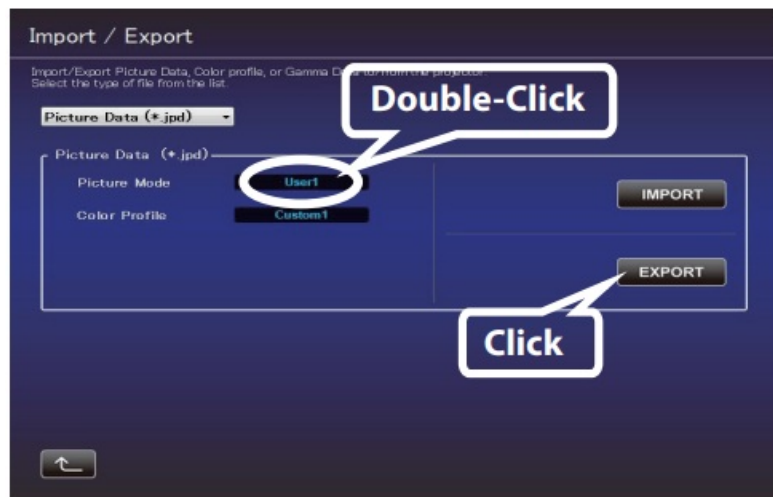 Import / Export
Import/Export Picture Data, Color profile, or Gamma D to/from the projector.
Select the type of file from the list.
Double-Click
Picture Data (*.jpd)
Picture Data (*.jpd)
Picture Mode User1
IMPORT
Color Profile Custom1
EXPORT
Click